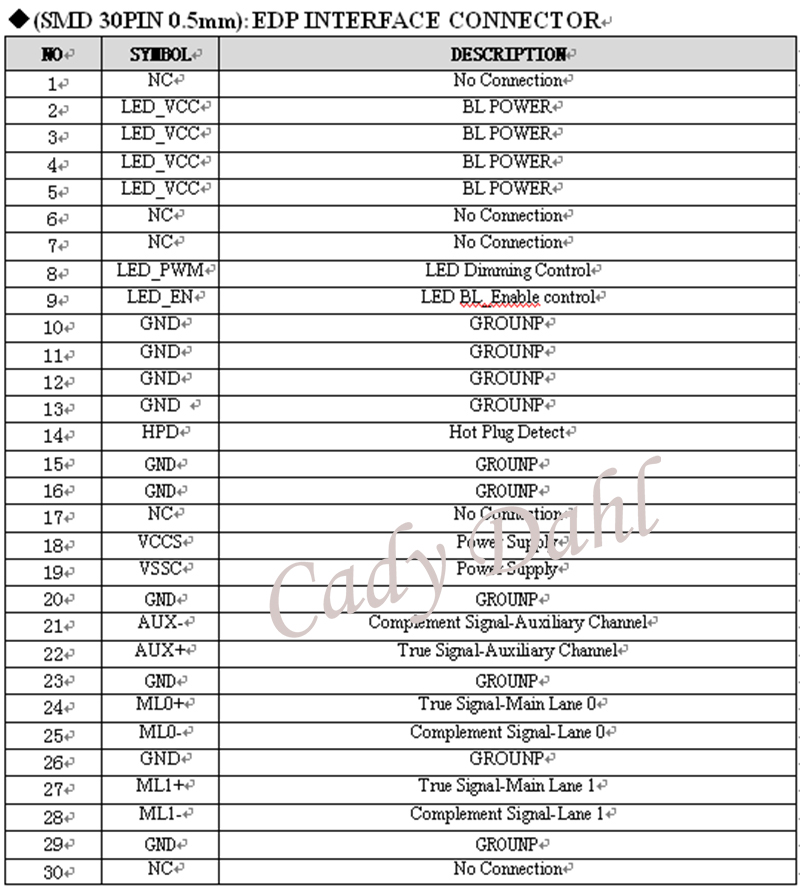 ◆(SMD 30PIN 0.5mm): EDP INTERFACE CONNECTOR
NO SYMBOL DESCRIPTION
1 NC No Connection
2 LED_VCC BL POWER
3 LED_VCC BL POWER
4 LED_VCC BL POWER
5 LED_VCC BL POWER
6 NC No Connection
7 NC No Connection
8 LED_PWM LED Dimming Control
9 LED_EN LED BL_Enable control
10 GND GROUNP
11 GND GROUNP
12 GND GROUNP
13 GND GROUNP
14 HPD Hot Plug Detect
15 GND GROUNP
16 GND GROUNP
17 NC No Connection
18 VCCS Power Supply
19 VSSC Power Supply
20 GND GROUNP
21 AUX- Complement Signal-Auxiliary Channel
22 AUX+ True Signal-Auxiliary Channel
23 GND GROUNP
24 ML0+ True Signal-Main Lane 0
25 ML0- Complement Signal-Lane 0
26 GND GROUNP
27 ML1+ True Signal-Main Lane 1
28 ML1- Complement Signal-Lane 1
29 GND GROUNP
30 NC No Connection
Cady Dahl